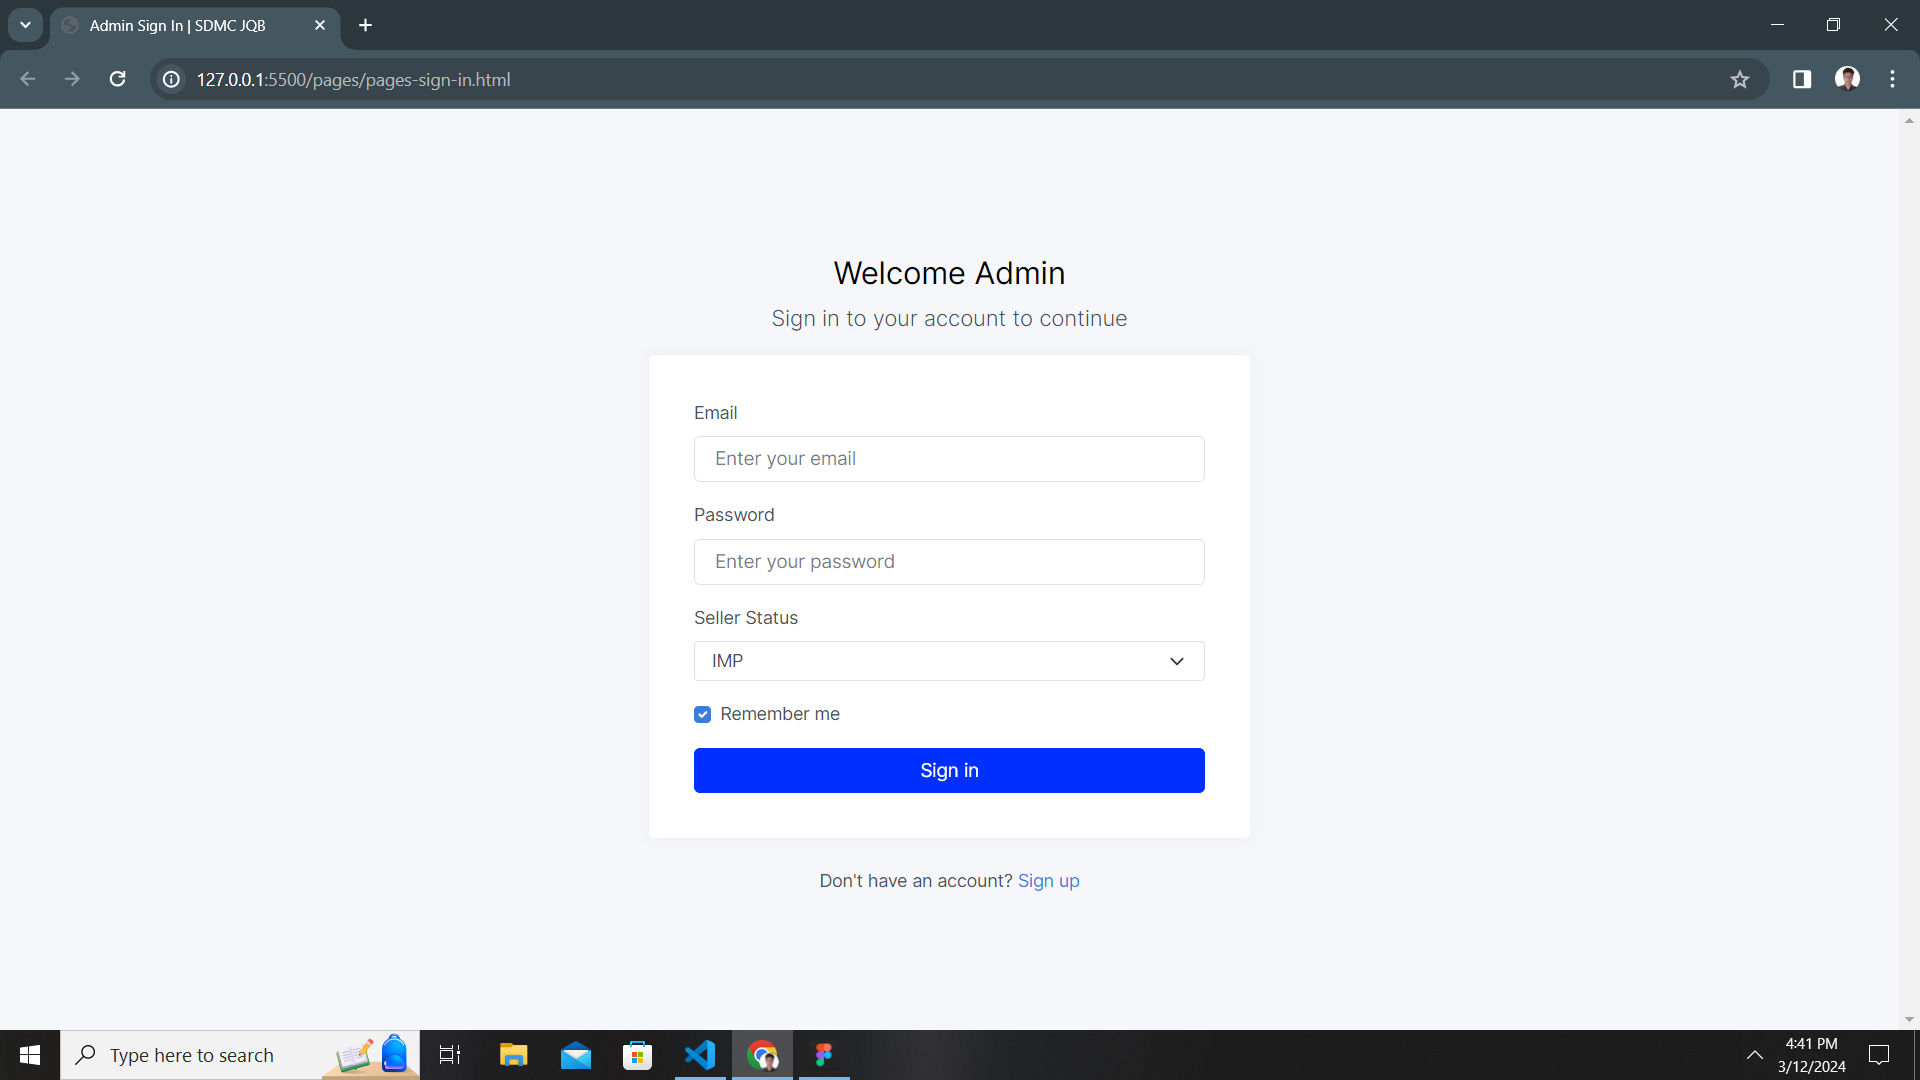 Admin Sign In | SDMC JQB
127.0.0.1:5500/pages/pages-sign-in.html
Welcome Admin
Sign in to your account to continue
Email
Enter your email
Password
Enter your password
Seller Status
IMP
Remember me
Sign in
Don't have an account? Sign up
Type here to search
4:41 PM
3/12/2024